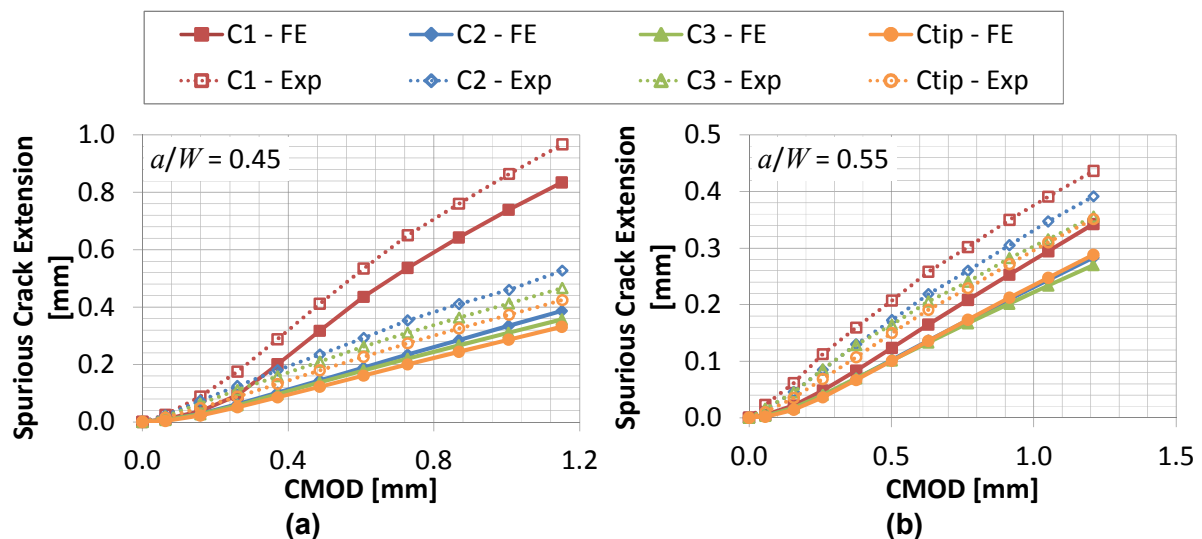 C1 - FE C2 - FE C3 - FE Ctip - FE
C1 - Exp C2 - Exp C3 - Exp Ctip - Exp
Spurious Crack Extension
[mm]
1.0
0.8
0.6
0.4
0.2
0.0
a/W = 0.45
0.0 0.4 0.8 1.2
CMOD [mm]
(a)
Spurious Crack Extension
[mm]
0.5
0.4
0.3
0.2
0.1
0.0
a/W = 0.55
0.0 0.5 1.0 1.5
CMOD [mm]
(b)